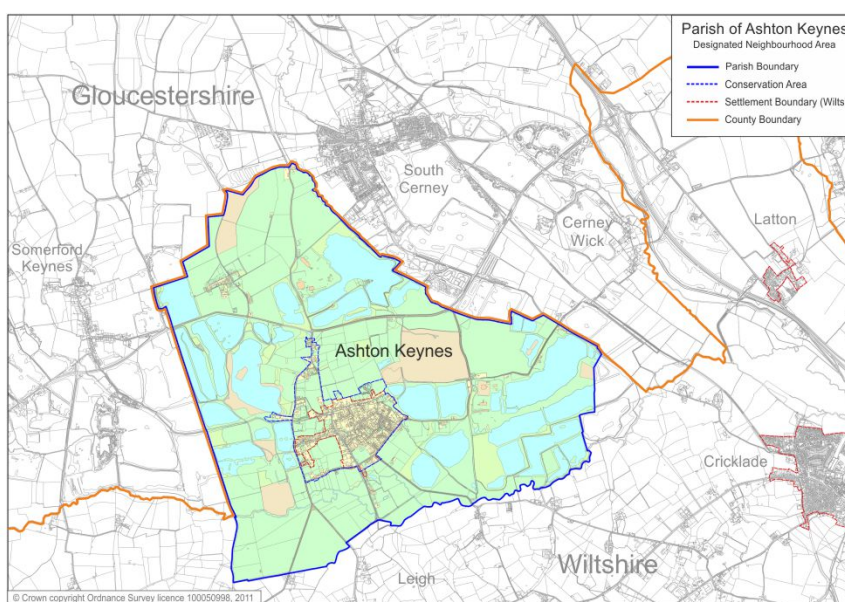 Parish of Ashton Keynes
Designated Neighbourhood Area
Parish Boundary
Conservation Area
Settlement Boundary (Wilts
County Boundary
Gloucestershire
South
Cerney
Cerney
Wick
Latton
Somerford
Keynes
Ashton Keynes
Cricklade
Wiltshire
Leigh
© Crown copyright Ordnance Survey licence 100050998, 2011